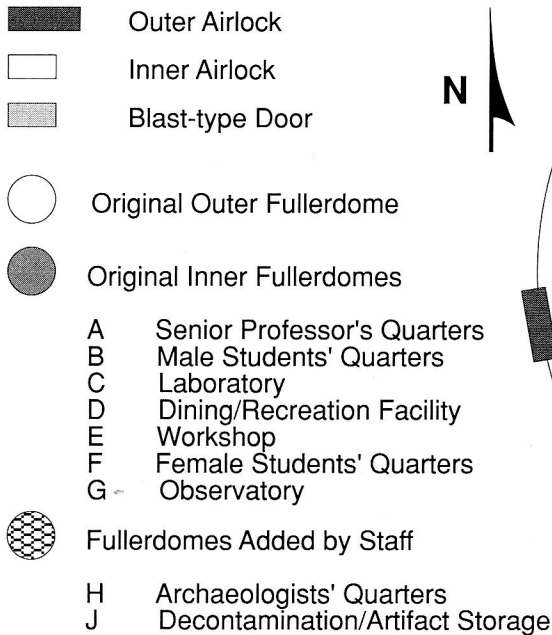 Outer Airlock
Inner Airlock
N
Blast-type Door
Original Outer Fullerdome
Original Inner Fullerdomes
A Senior Professor's Quarters
B Male Students' Quarters
C Laboratory
D Dining/Recreation Facility
E Workshop
F Female Students' Quarters
G Observatory
Fullerdomes Added by Staff
H Archaeologists' Quarters
J Decontamination/Artifact Storage